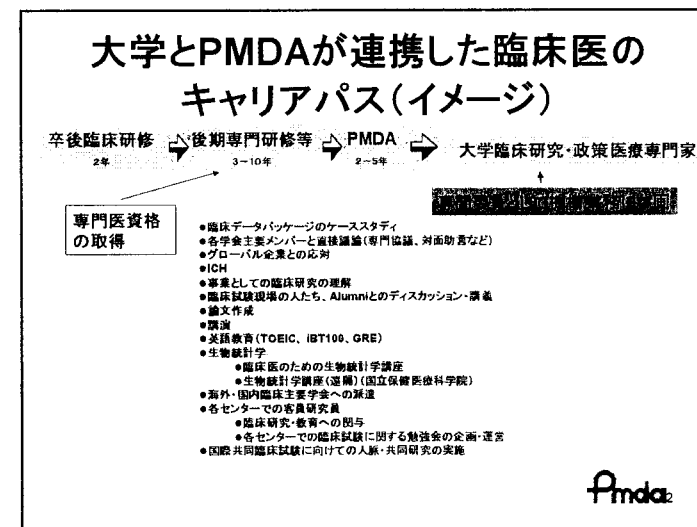 大学とPMDAが連携した臨床医の
キャリアパス(イメージ)
卒後臨床研修 ⇨ 後期専門研修等 ⇨ PMDA ⇨ 大学臨床研究・政策医療専門家
2年 3−10年 2−5年
専門医資格
の取得
●臨床データパッケージのケーススタディ
●各学会主要メンバーと直接議論(専門協議、対面助言など)
●グローバル企業との応対
●ICH
●事業としての臨床研究の理解
●臨床試験現場の人たち、Alumniとのディスカッション・講義
●論文作成
●講演
●英語教育(TOEIC、iBT100、GRE)
●生物統計学
●臨床医のための生物統計学講座
●生物統計学講座(遠隔)(国立保健医療科学院)
●海外・国内臨床主要学会への派遣
●各センターでの客員研究員
●臨床研究・教育への関与
●各センターでの臨床試験に関する勉強会の企画・運営
●国際共同臨床試験に向けての人脈・共同研究の実施
Pmda 2